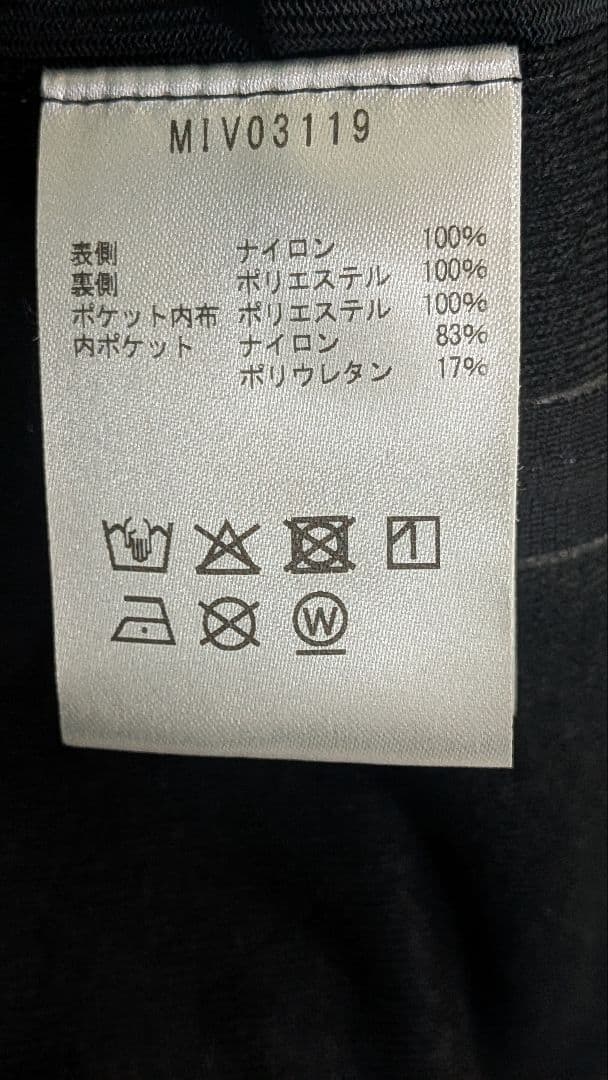 MIV03119
表側 ナイロン 100%
裏側 ポリエステル 100%
ポケット内布 ポリエステル 100%
内ポケット ナイロン 83%
ポリウレタン 17%
W